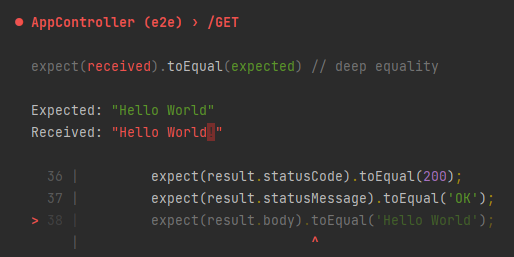 ● AppController (e2e) › /GET
expect(received).toEqual(expected) // deep equality
Expected: "Hello World"
Received: "Hello World!"
36 | expect(result.statusCode).toEqual(200);
37 | expect(result.statusMessage).toEqual('OK');
> 38 | expect(result.body).toEqual('Hello World');
| ^